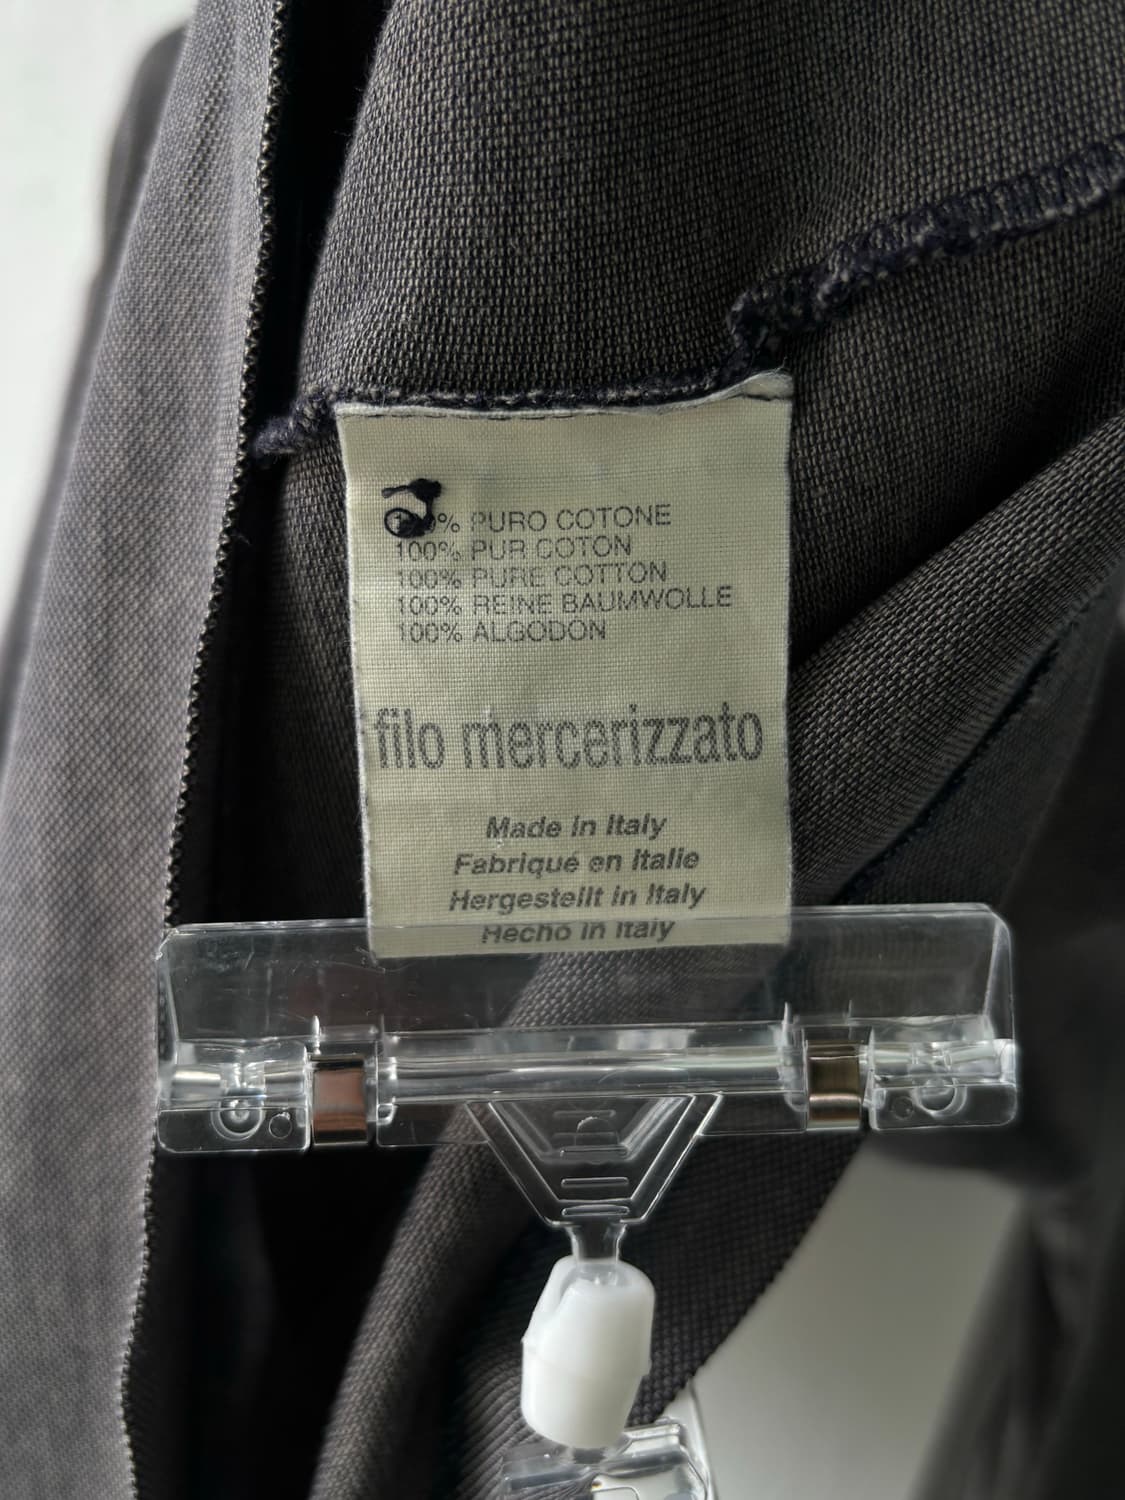 100% PURO COTONE
100% PUR COTON
100% PURE COTTON
100% REINE BAUMWOLLE
100% ALGODON
filo mercerizzato
Made in Italy
Fabriqué en Italie
Hergestellt in Italy
Hecho in Italy